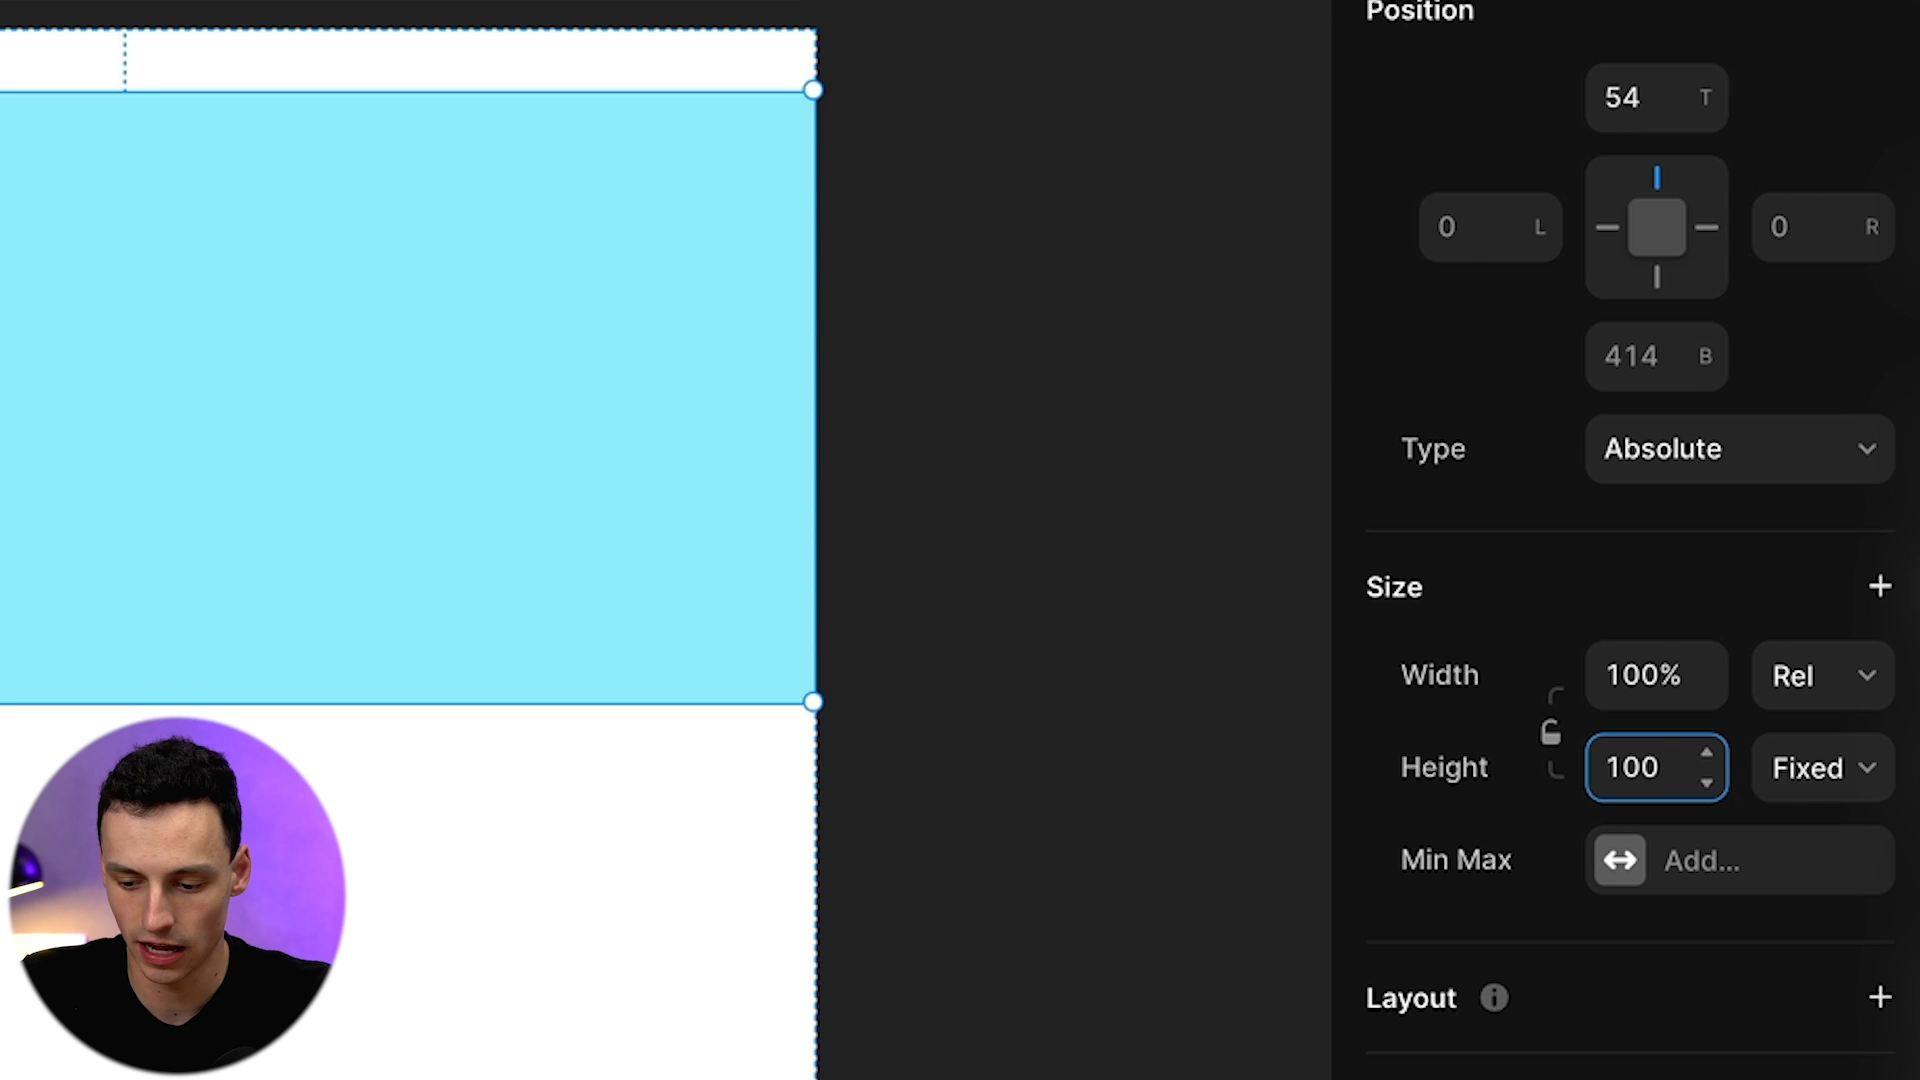 Position
54 T
0 L
0 R
414 B
Type Absolute
Size
Width 100% Rel
Height 100 Fixed
Min Max Add...
Layout